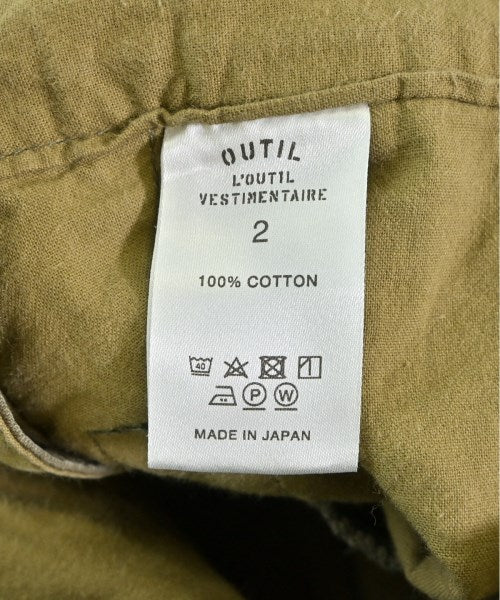 OUTIL
L'OUTIL
VESTIMENTAIRE
2
100% COTTON
40
P W
MADE IN JAPAN